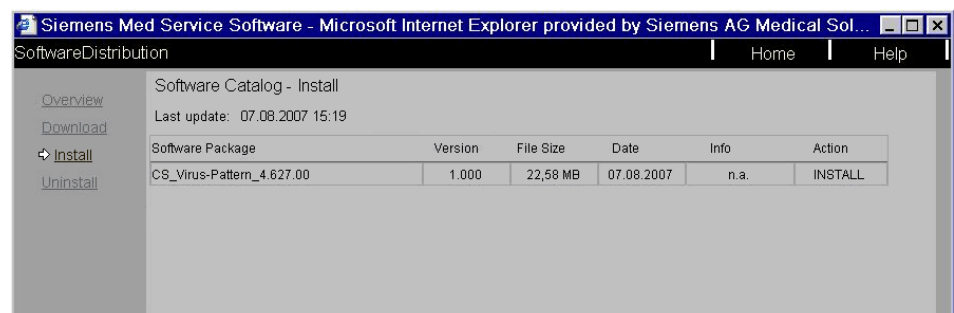 Siemens Med Service Software - Microsoft Internet Explorer provided by Siemens AG Medical Sol...
SoftwareDistribution Home Help
Overview
Download
Install
Uninstall
Software Catalog - Install
Last update: 07.08.2007 15:19
Software Package Version File Size Date Info Action
CS_Virus-Pattern_4.627.00 1.000 22,58 MB 07.08.2007 n.a. INSTALL